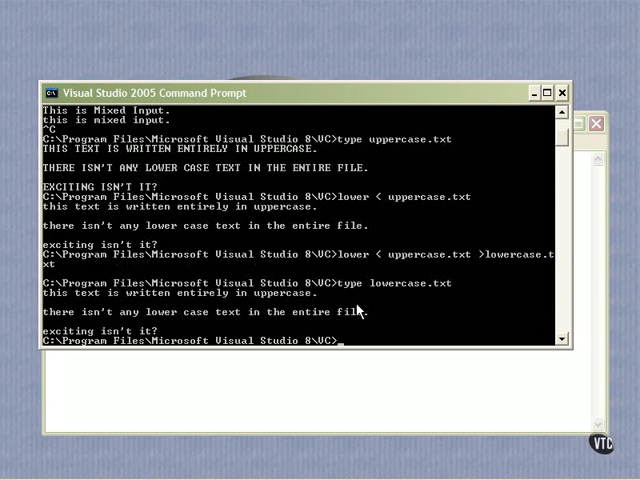 Visual Studio 2005 Command Prompt
This is Mixed Input.
this is mixed input.
^C
C:\Program Files\Microsoft Visual Studio 8\VC>type uppercase.txt
THIS TEXT IS WRITTEN ENTIRELY IN UPPERCASE.
THERE ISN'T ANY LOWER CASE TEXT IN THE ENTIRE FILE.
EXCITING ISN'T IT?
C:\Program Files\Microsoft Visual Studio 8\VC>lower < uppercase.txt
this text is written entirely in uppercase.
there isn't any lower case text in the entire file.
exciting isn't it?
C:\Program Files\Microsoft Visual Studio 8\VC>lower < uppercase.txt >lowercase.t
xt
C:\Program Files\Microsoft Visual Studio 8\VC>type lowercase.txt
this text is written entirely in uppercase.
there isn't any lower case text in the entire file.
exciting isn't it?
C:\Program Files\Microsoft Visual Studio 8\VC>_
VTC